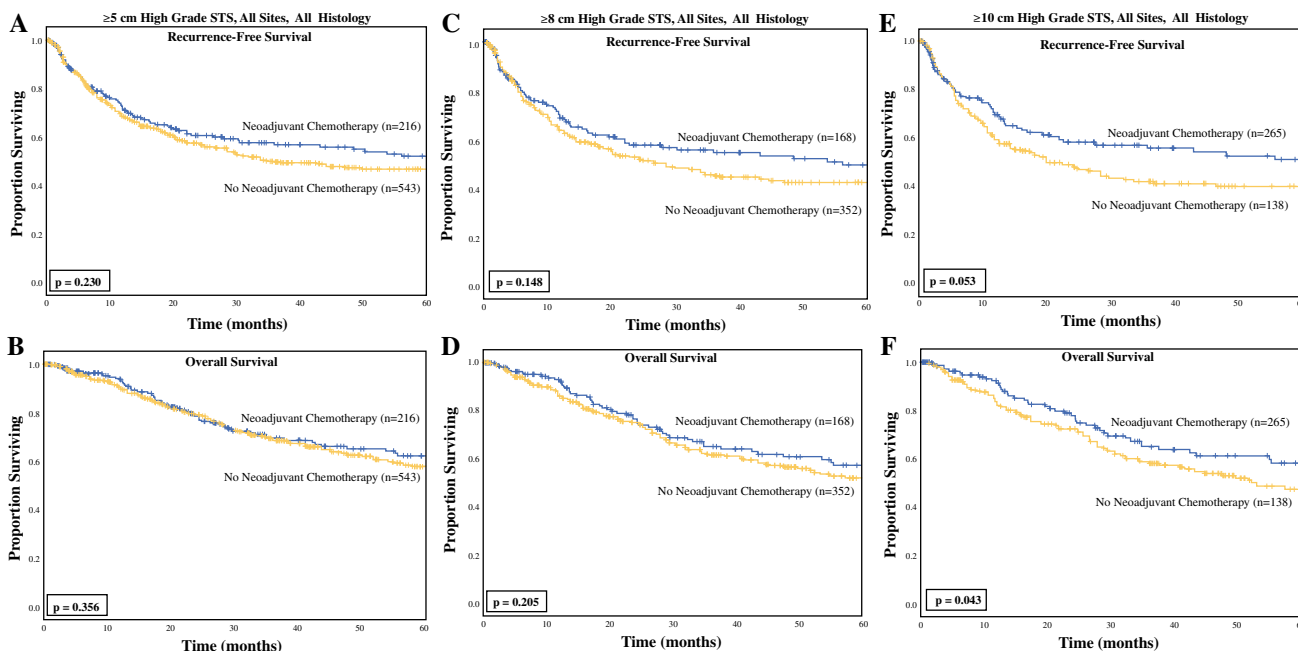 ≥5 cm High Grade STS, All Sites, All Histology
A
Recurrence-Free Survival
Proportion Surviving
1.0
0.8
0.6
0.4
0.2
0.0
Neoadjuvant Chemotherapy (n=216)
No Neoadjuvant Chemotherapy (n=543)
p = 0.230
0 10 20 30 40 50 60
Time (months)
B
Overall Survival
Proportion Surviving
1.0
0.8
0.6
0.4
0.2
0.0
Neoadjuvant Chemotherapy (n=216)
No Neoadjuvant Chemotherapy (n=543)
p = 0.356
0 10 20 30 40 50 60
Time (months)
≥8 cm High Grade STS, All Sites, All Histology
C
Recurrence-Free Survival
Proportion Surviving
1.0
0.8
0.6
0.4
0.2
0.0
Neoadjuvant Chemotherapy (n=168)
No Neoadjuvant Chemotherapy (n=352)
p = 0.148
0 10 20 30 40 50 60
Time (months)
D
Overall Survival
Proportion Surviving
1.0
0.8
0.6
0.4
0.2
0.0
Neoadjuvant Chemotherapy (n=168)
No Neoadjuvant Chemotherapy (n=352)
p = 0.205
0 10 20 30 40 50 60
Time (months)
≥10 cm High Grade STS, All Sites, All Histology
E
Recurrence-Free Survival
Proportion Surviving
1.0
0.8
0.6
0.4
0.2
0.0
Neoadjuvant Chemotherapy (n=265)
No Neoadjuvant Chemotherapy (n=138)
p = 0.053
0 10 20 30 40 50 60
Time (months)
F
Overall Survival
Proportion Surviving
1.0
0.8
0.6
0.4
0.2
0.0
Neoadjuvant Chemotherapy (n=265)
No Neoadjuvant Chemotherapy (n=138)
p = 0.043
0 10 20 30 40 50 60
Time (months)